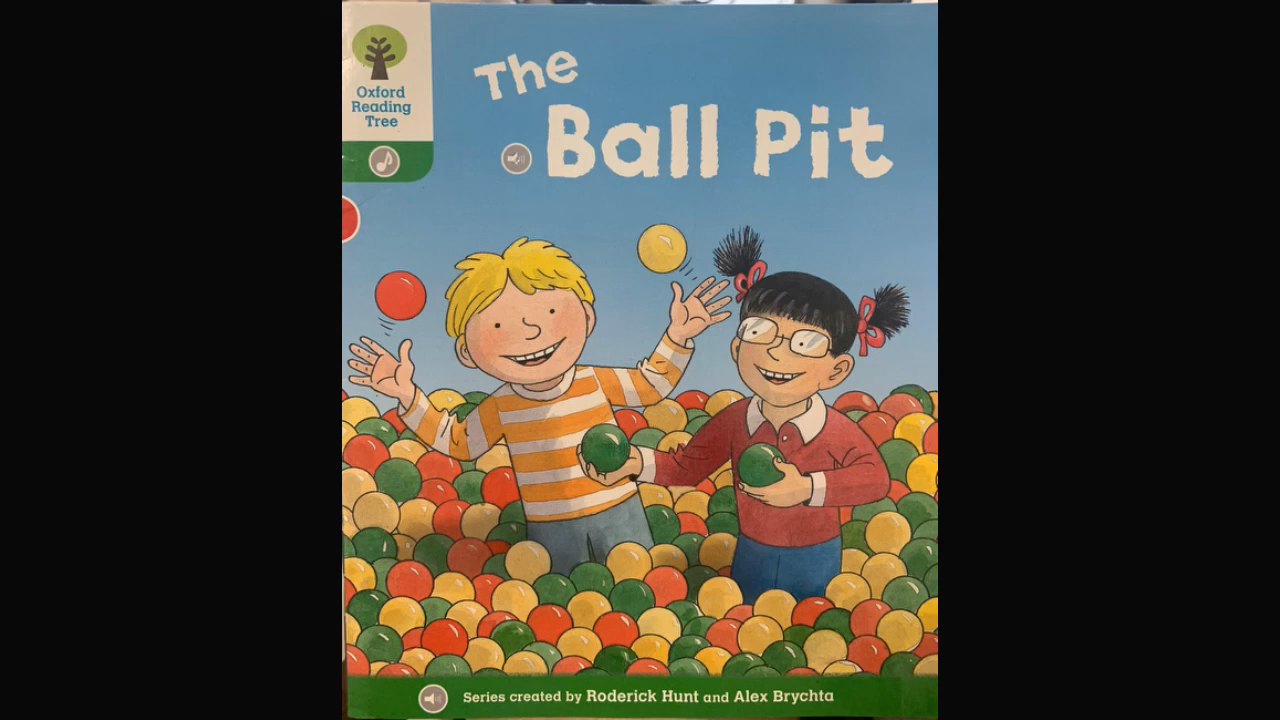 Oxford
Reading
Tree
The
Ball Pit
Series created by Roderick Hunt and Alex Brychta